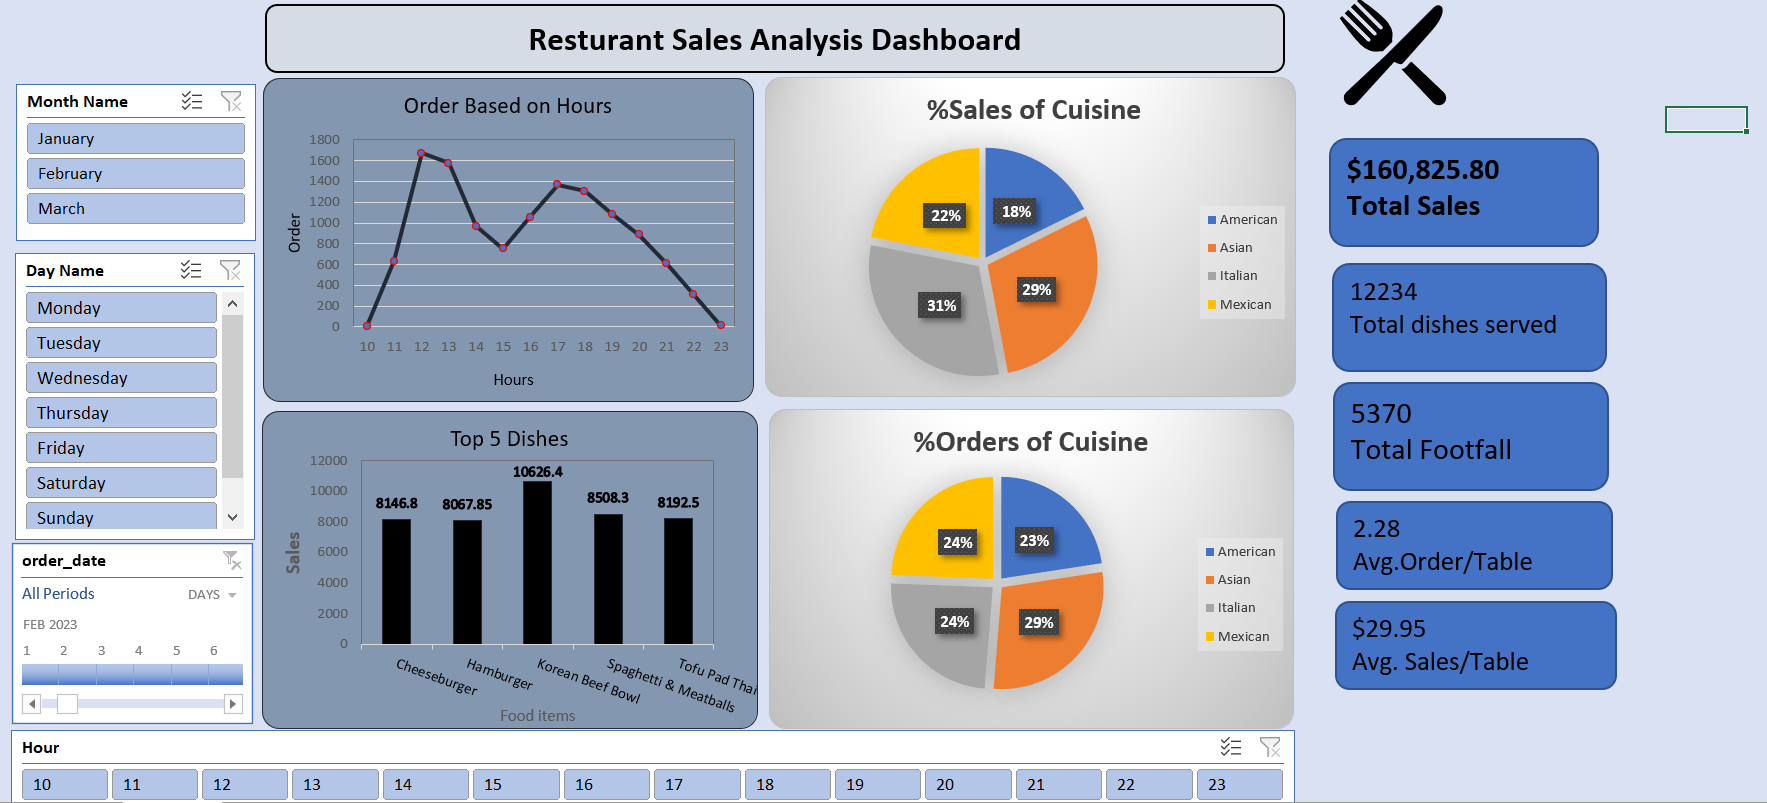 Resturant Sales Analysis Dashboard
Month Name
January
February
March
Day Name
Monday
Tuesday
Wednesday
Thursday
Friday
Saturday
Sunday
order_date
All Periods
DAYS
FEB 2023
1 2 3 4 5 6
Order Based on Hours
1800
1600
1400
1200
1000
800
600
400
200
0
Order
10 11 12 13 14 15 16 17 18 19 20 21 22 23
Hours
%Sales of Cuisine
22%
18%
29%
31%
American
Asian
Italian
Mexican
Top 5 Dishes
12000
10000
8000
6000
4000
2000
0
Sales
8146.8
8067.85
10626.4
8508.3
8192.5
Cheeseburger
Hamburger
Korean Beef Bowl
Spaghetti & Meatballs
Tofu Pad Thai
Food items
%Orders of Cuisine
24%
23%
24%
29%
American
Asian
Italian
Mexican
$160,825.80
Total Sales
12234
Total dishes served
5370
Total Footfall
2.28
Avg.Order/Table
$29.95
Avg. Sales/Table
Hour
10 11 12 13 14 15 16 17 18 19 20 21 22 23